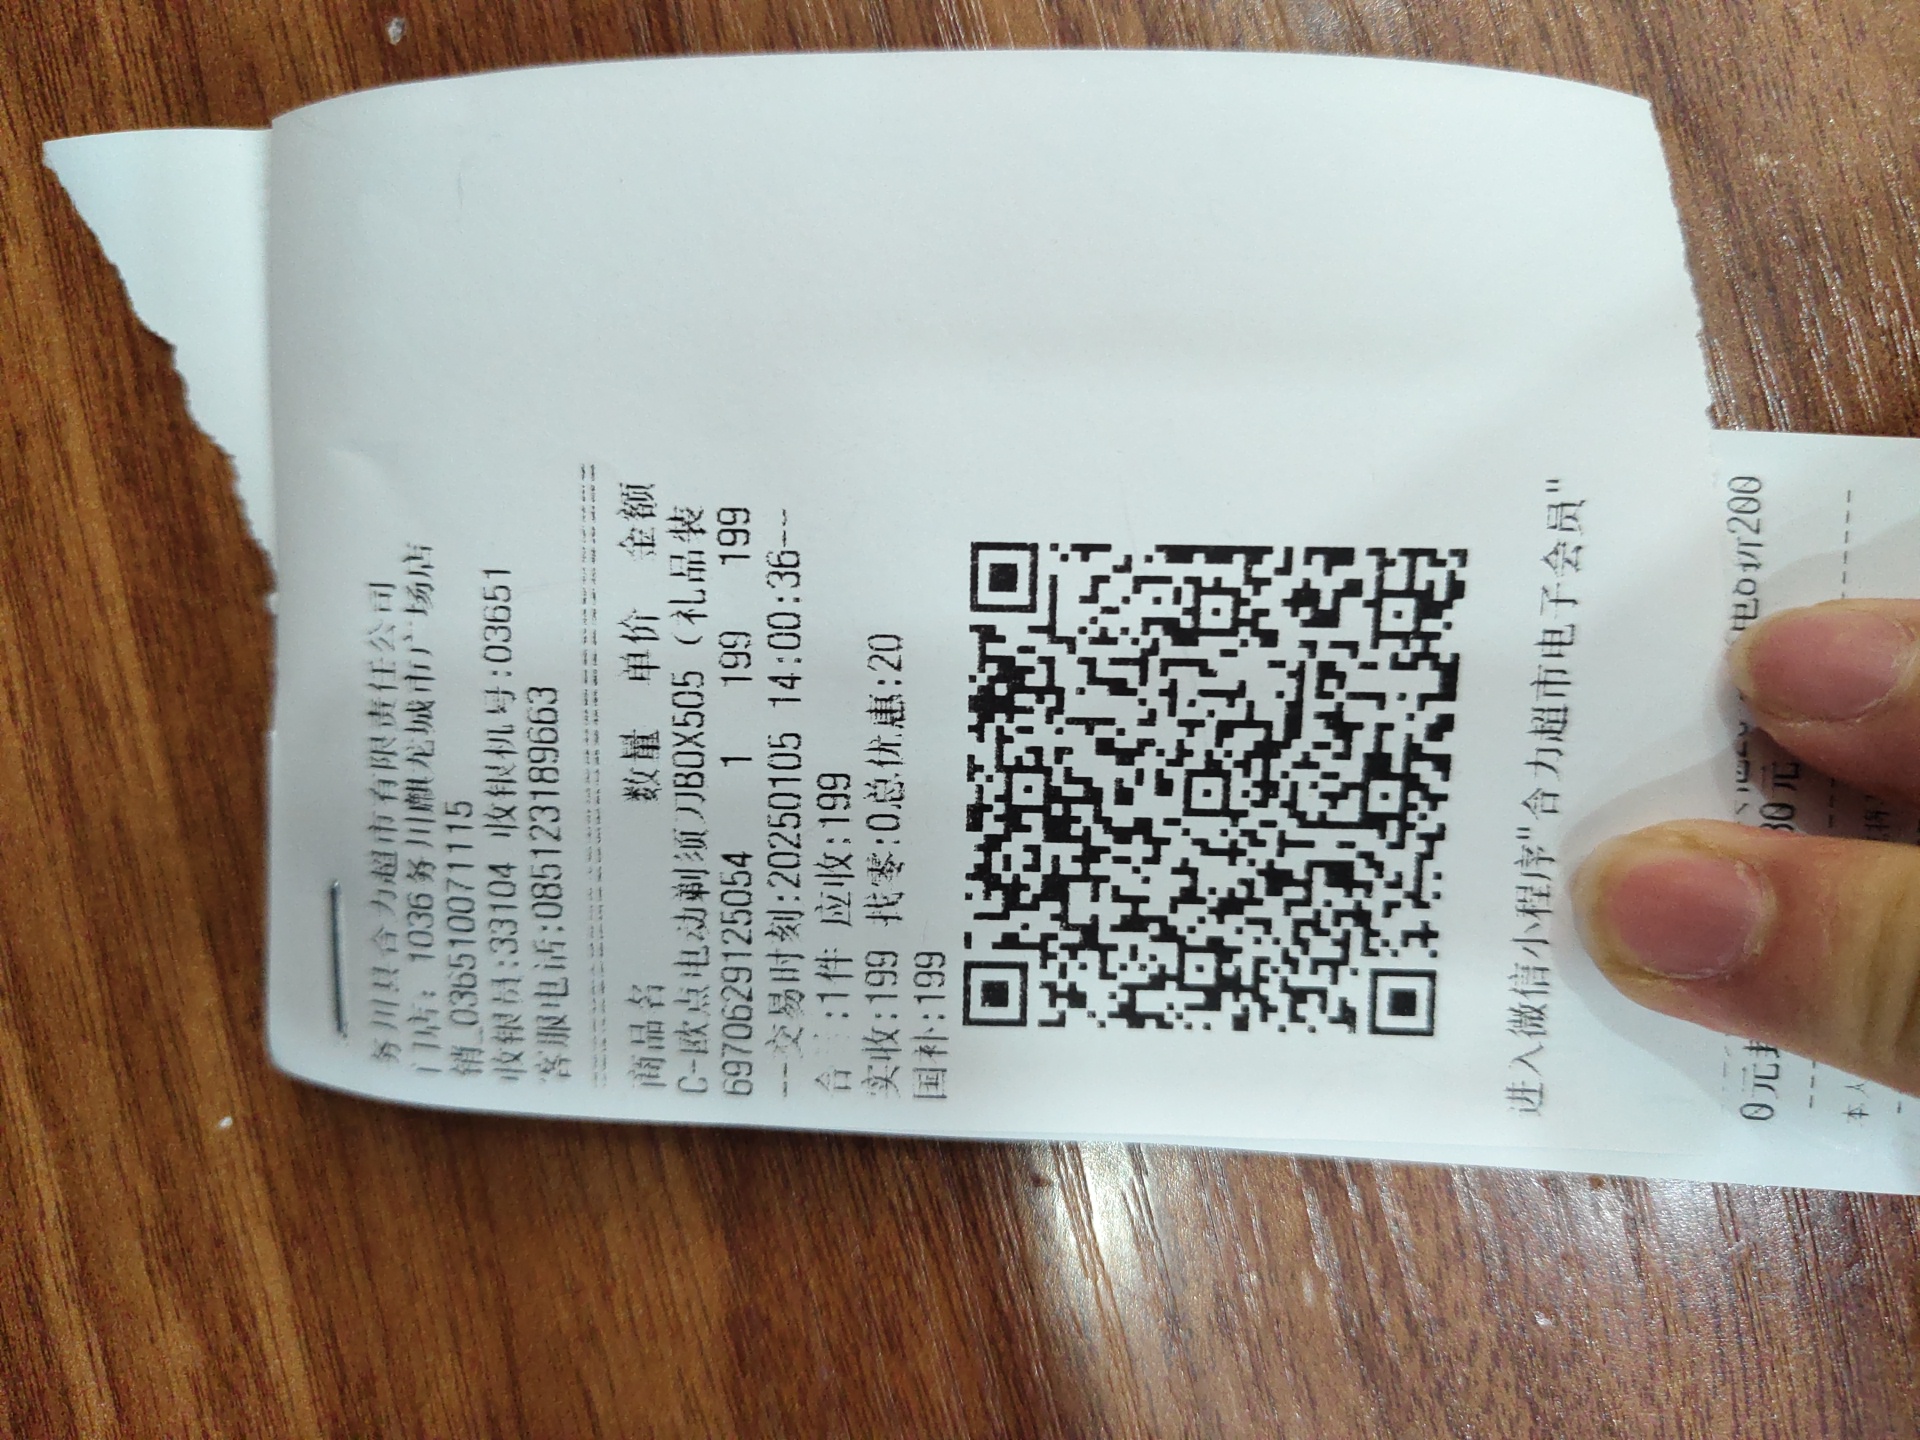 务川县合力超市有限责任公司
门店: 1036务川麒龙城市广场店
销_0365100071115
收银员:33104 收银机号:03651
客服电话:085123189663
商品名 数量 单价 金额
C-欧点电动剃须刀BOX505（礼品装
6970629125054 1 199 199
--交易时刻:20250105 14:00:36--
合 :1件 应收:199
实收:199 找零:0总优惠:20
国补:199
进入微信小程序"合力超市电子会员"